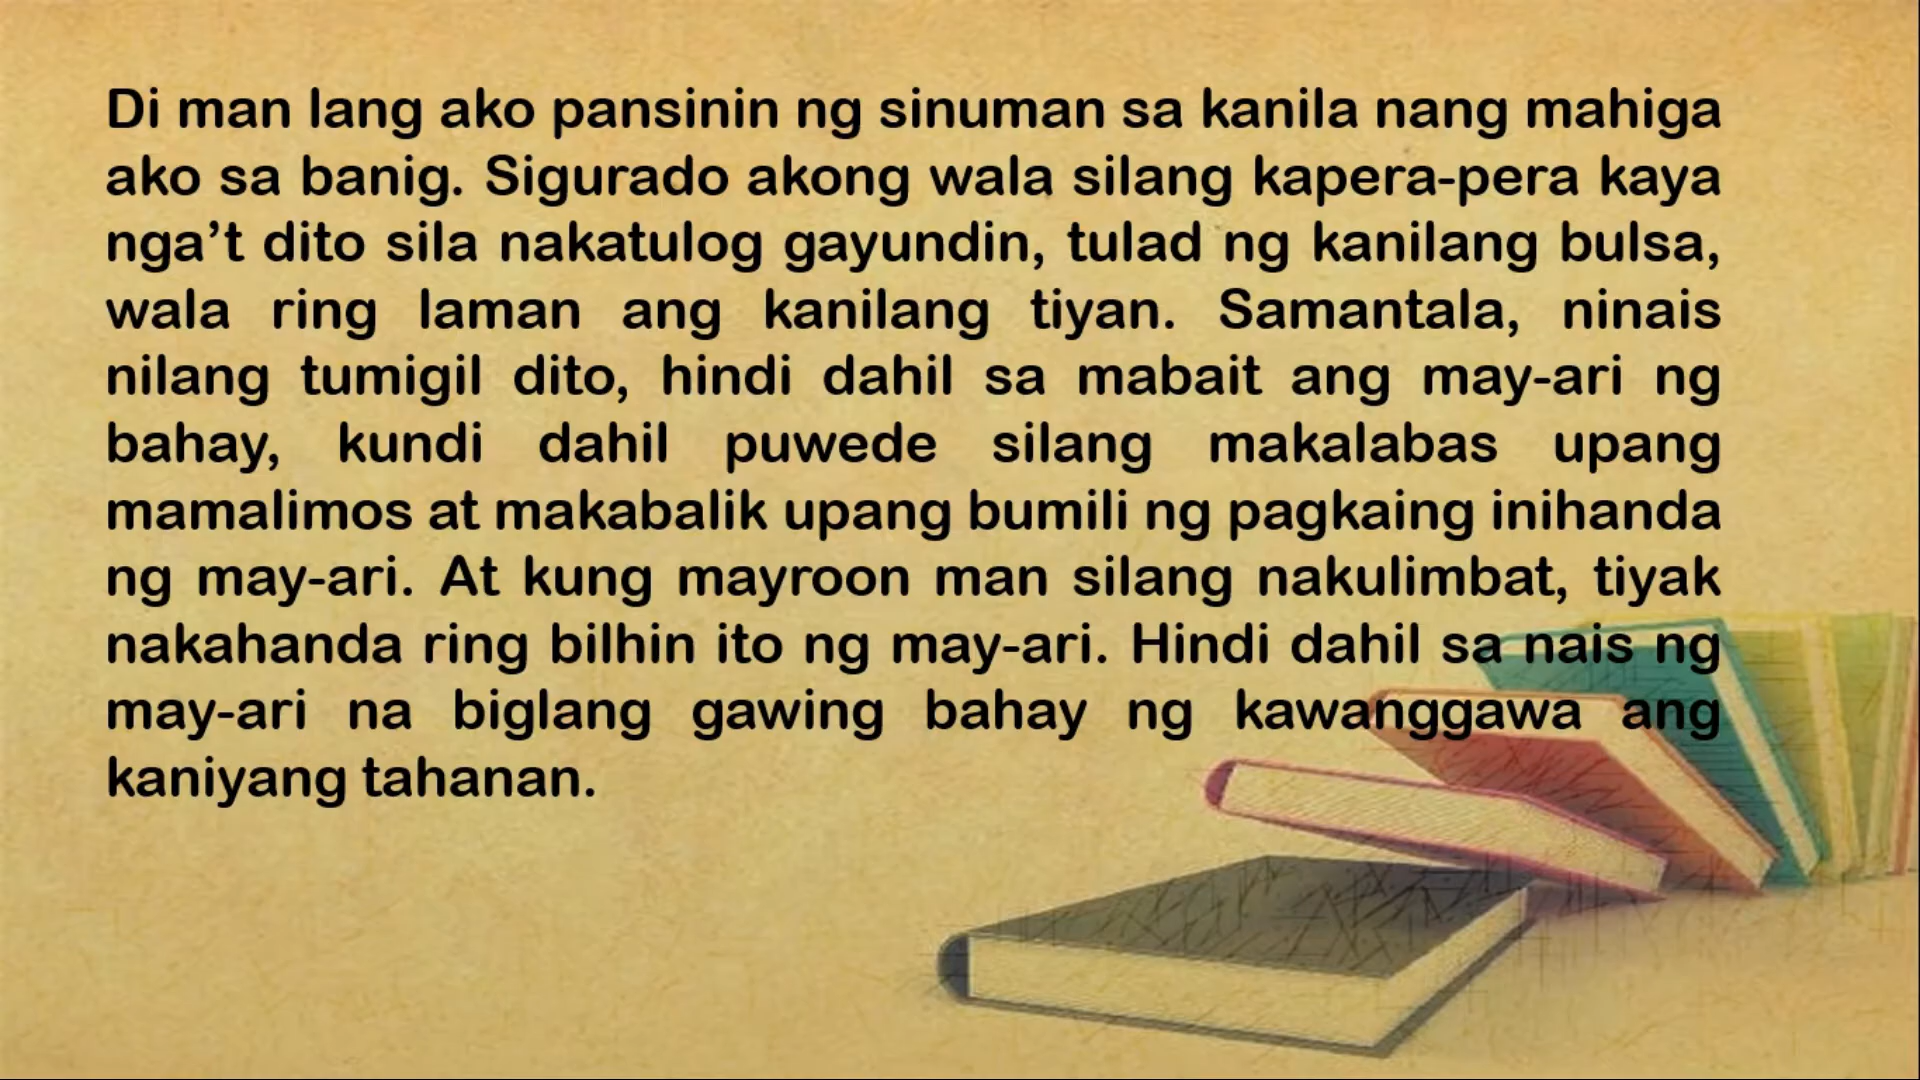 Di man lang ako pansinin ng sinuman sa kanila nang mahiga
ako sa banig. Sigurado akong wala silang kapera-pera kaya
nga’t dito sila nakatulog gayundin, tulad ng kanilang bulsa,
wala ring laman ang kanilang tiyan. Samantala, ninais
nilang tumigil dito, hindi dahil sa mabait ang may-ari ng
bahay, kundi dahil puwede silang makalabas upang
mamalimos at makabalik upang bumili ng pagkaing inihanda
ng may-ari. At kung mayroon man silang nakulimbat, tiyak
nakahanda ring bilhin ito ng may-ari. Hindi dahil sa nais ng
may-ari na biglang gawing bahay ng kawanggawa ang
kaniyang tahanan.